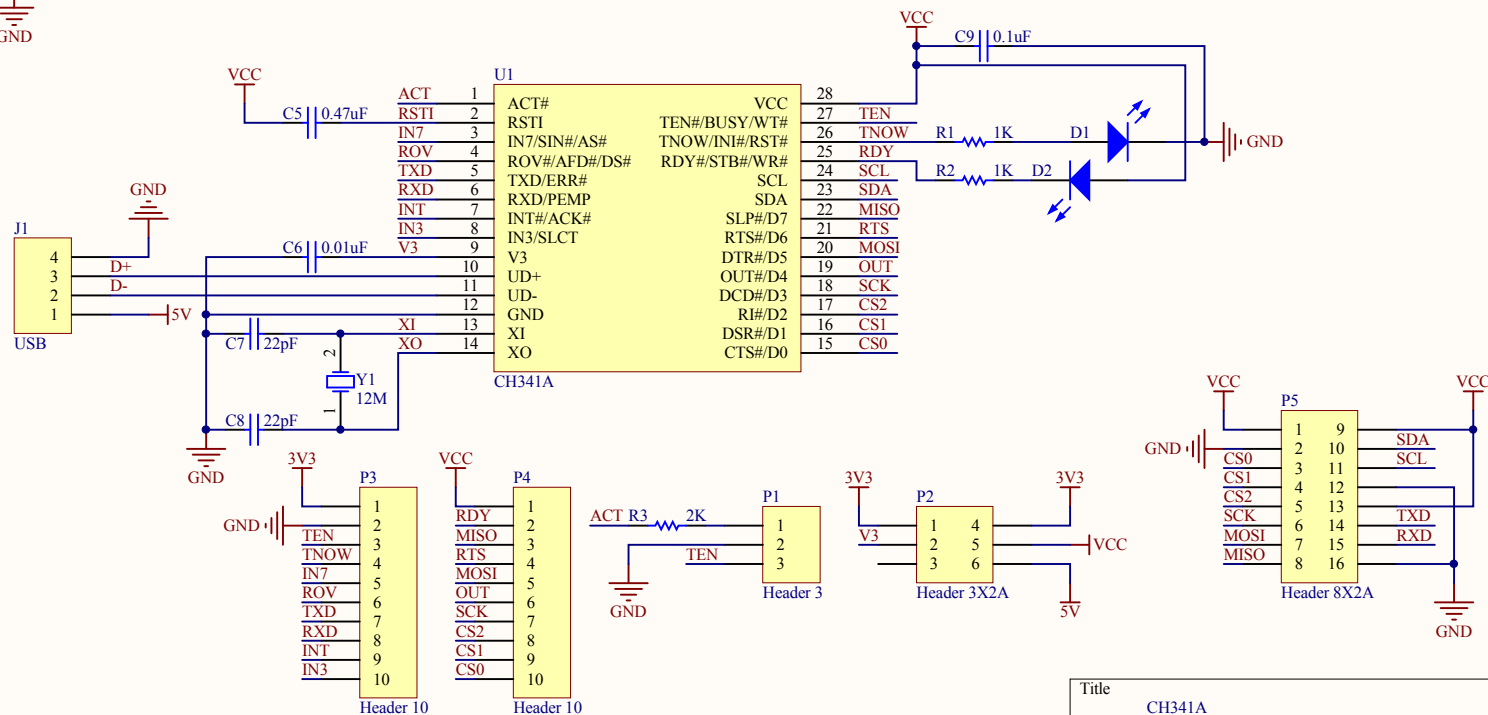 GND
VCC
C5 0.47uF
GND
J1
4
3
2
1
D+
D-
5V
USB
C6 0.01uF
C7 22pF
C8 22pF
2
Y1
12M
1
GND
U1
ACT 1 ACT#
RSTI 2 RSTI
IN7 3 IN7/SIN#/AS#
ROV 4 ROV#/AFD#/DS#
TXD 5 TXD/ERR#
RXD 6 RXD/PEMP
INT 7 INT#/ACK#
IN3 8 IN3/SLCT
V3 9 V3
10 UD+
11 UD-
12 GND
XI 13 XI
XO 14 XO
VCC 28
TEN#/BUSY/WT# 27 TEN
TNOW/INI#/RST# 26 TNOW
RDY#/STB#/WR# 25 RDY
SCL 24 SCL
SDA 23 SDA
SLP#/D7 22 MISO
RTS#/D6 21 RTS
DTR#/D5 20 MOSI
OUT#/D4 19 OUT
DCD#/D3 18 SCK
RI#/D2 17 CS2
DSR#/D1 16 CS1
CTS#/D0 15 CS0
CH341A
VCC
C9 0.1uF
R1 1K D1
R2 1K D2
GND
3V3
P3
GND
1
2
TEN 3
TNOW 4
IN7 5
ROV 6
TXD 7
RXD 8
INT 9
IN3 10
Header 10
VCC
P4
1
RDY 2
MISO 3
RTS 4
MOSI 5
OUT 6
SCK 7
CS2 8
CS1 9
CS0 10
Header 10
P1
ACT R3 2K 1
2
TEN 3
GND
Header 3
3V3
P2
3V3
1 4
V3 2 5 VCC
3 6
Header 3X2A
5V
VCC
P5
VCC
1 9
GND 2 10 SDA
CS0 3 11 SCL
CS1 4 12
CS2 5 13
SCK 6 14 TXD
MOSI 7 15 RXD
MISO 8 16
Header 8X2A
GND
Title
CH341A